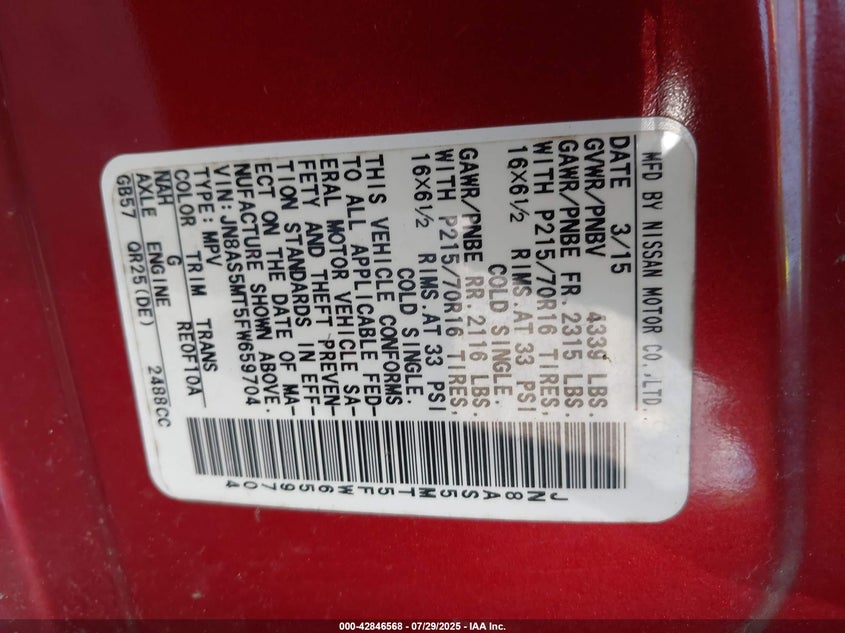 MFD BY NISSAN MOTOR CO.,LTD.
DATE 3/15
GVWR/PNBV 4339 LBS.
GAWR/PNBE FR. 2315 LBS.
WITH P215/70R16 TIRES,
16X6½ RIMS AT 33 PSI
COLD SINGLE.
GAWR/PNBE RR. 2116 LBS.
WITH P215/70R16 TIRES,
16X6½ RIMS AT 33 PSI
COLD SINGLE.
THIS VEHICLE CONFORMS
TO ALL APPLICABLE FED-
ERAL MOTOR VEHICLE SA-
FETY AND THEFT PREVEN-
TION STANDARDS IN EFF-
ECT ON THE DATE OF MA-
NUFACTURE SHOWN ABOVE.
VIN: JN8AS5MT5FW659704
TYPE: MPV
COLOR TRIM TRANS
NAH G RE0F10A
AXLE ENGINE
GB57 QR25(DE) 2488CC
JN8AS5MT5FW659704
000-42846568 - 07/29/2025 - IAA Inc.